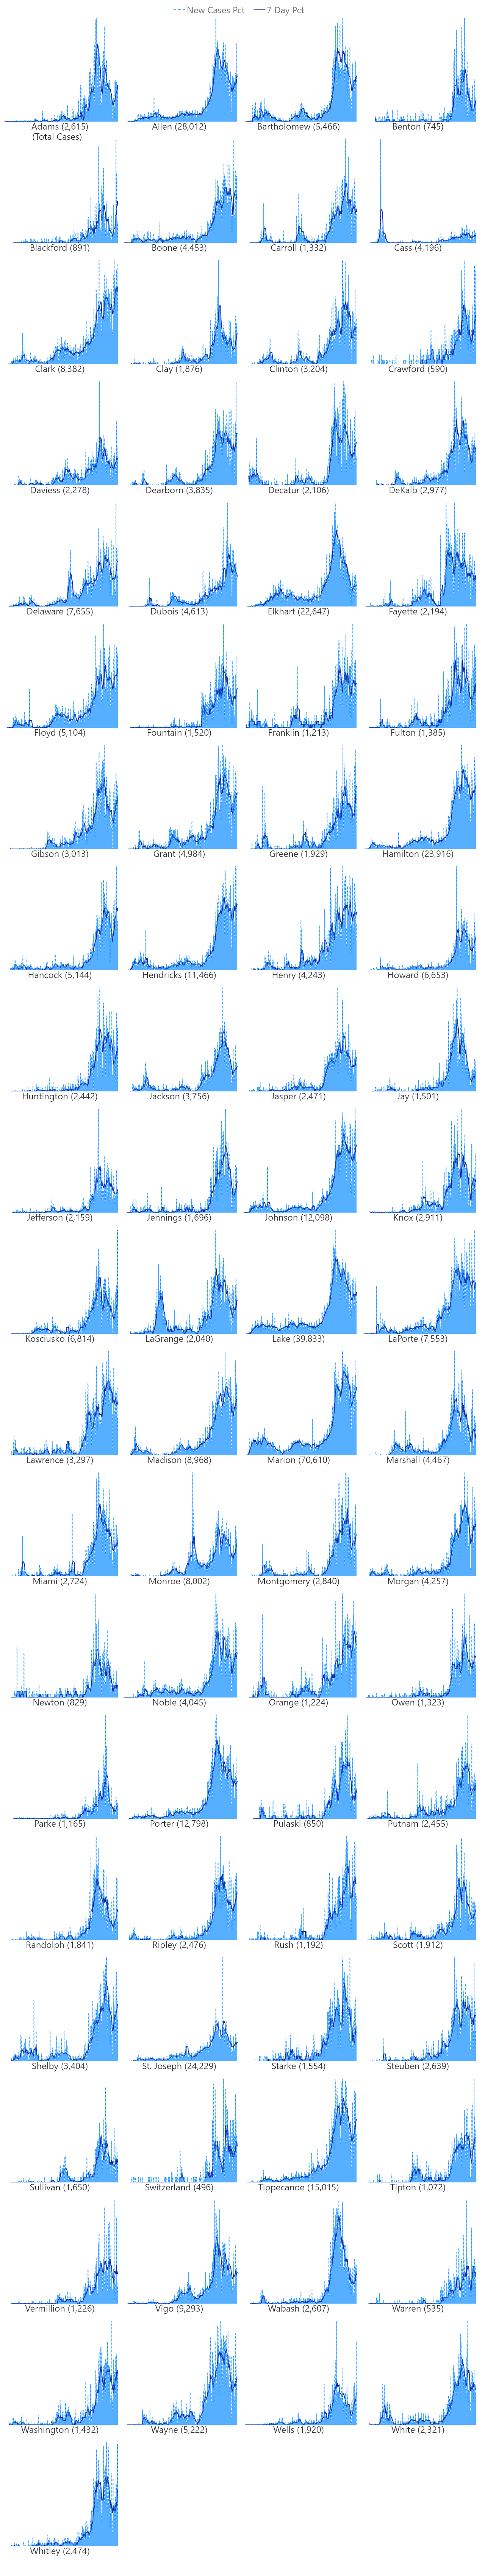 New Cases Pct 7 Day Pct
Adams (2,615) Allen (28,012) Bartholomew (5,466) Benton (745)
(Total Cases)
Blackford (891) Boone (4,453) Carroll (1,332) Cass (4,196)
Clark (8,382) Clay (1,876) Clinton (3,204) Crawford (590)
Daviess (2,278) Dearborn (3,835) Decatur (2,106) DeKalb (2,977)
Delaware (7,655) Dubois (4,613) Elkhart (22,647) Fayette (2,194)
Floyd (5,104) Fountain (1,520) Franklin (1,213) Fulton (1,385)
Gibson (3,013) Grant (4,984) Greene (1,929) Hamilton (23,916)
Hancock (5,144) Hendricks (11,466) Henry (4,243) Howard (6,653)
Huntington (2,442) Jackson (3,756) Jasper (2,471) Jay (1,501)
Jefferson (2,159) Jennings (1,696) Johnson (12,098) Knox (2,911)
Kosciusko (6,814) LaGrange (2,040) Lake (39,833) LaPorte (7,553)
Lawrence (3,297) Madison (8,968) Marion (70,610) Marshall (4,467)
Miami (2,724) Monroe (8,002) Montgomery (2,840) Morgan (4,257)
Newton (829) Noble (4,045) Orange (1,224) Owen (1,323)
Parke (1,165) Porter (12,798) Pulaski (850) Putnam (2,455)
Randolph (1,841) Ripley (2,476) Rush (1,192) Scott (1,912)
Shelby (3,404) St. Joseph (24,229) Starke (1,554) Steuben (2,639)
Sullivan (1,650) Switzerland (496) Tippecanoe (15,015) Tipton (1,072)
Vermillion (1,226) Vigo (9,293) Wabash (2,607) Warren (535)
Washington (1,432) Wayne (5,222) Wells (1,920) White (2,321)
Whitley (2,474)